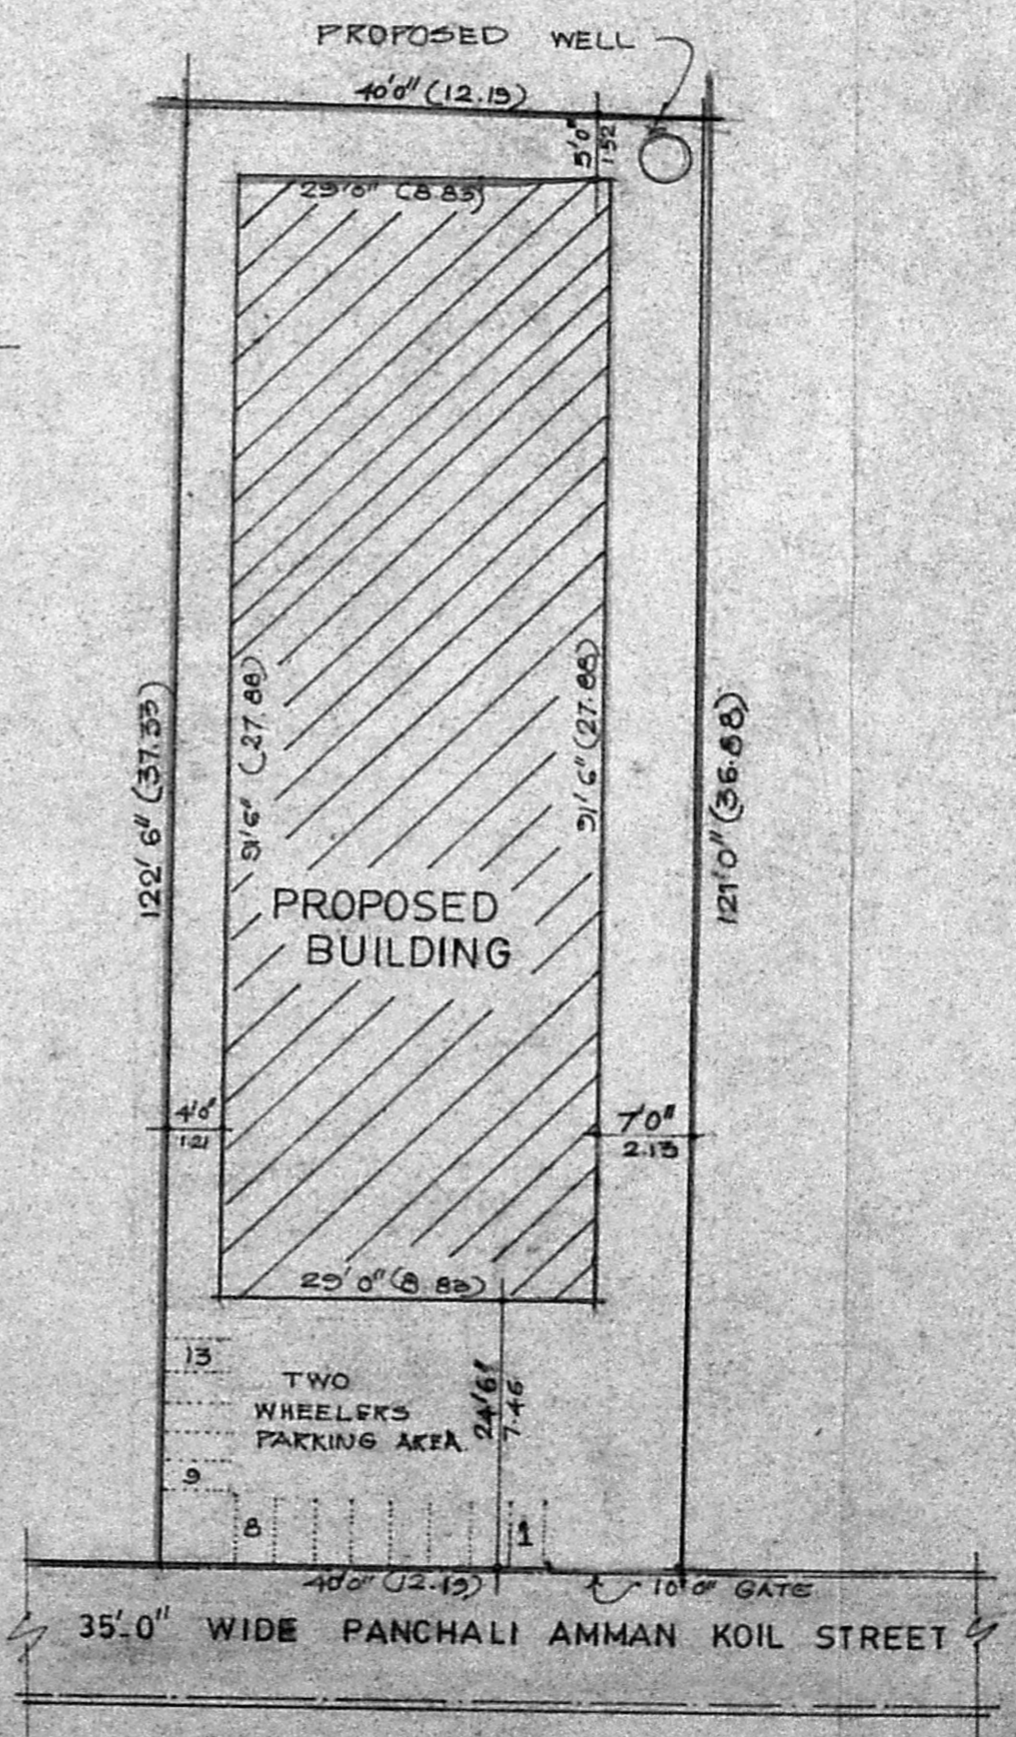 PROPOSED WELL
40'0" (12.19)
5'0"
1.52
29'0" (8.83)
91'6" (27.88)
91'6" (27.88)
122'6" (37.33)
121'0" (36.88)
PROPOSED
BUILDING
4'0"
1.21
7'0"
2.13
29'0" (8.83)
13
TWO
WHEELERS
PARKING AREA
24'6"
7.46
9
8
1
40'0" (12.19)
10'0" GATE
35'-0" WIDE PANCHALI AMMAN KOIL STREET